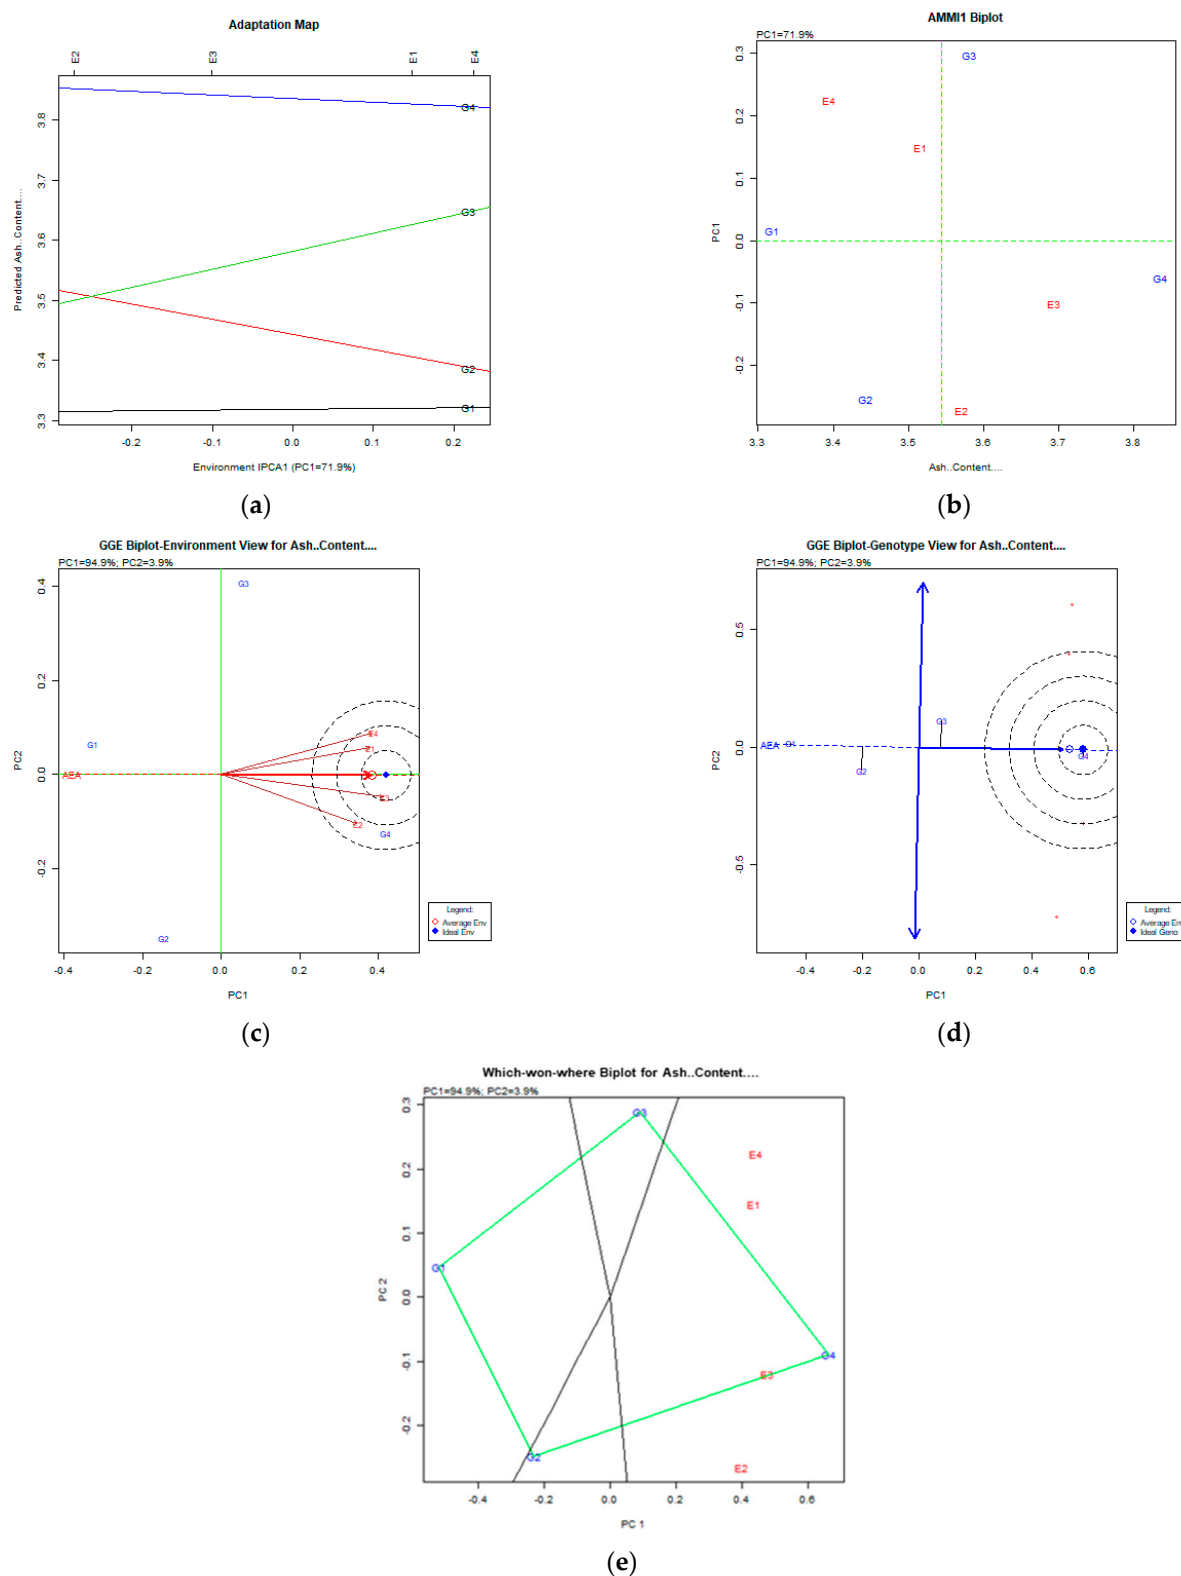 Adaptation Map
E2 E3 E1 E4
Predicted Ash..Content....
3.3 3.4 3.5 3.6 3.7 3.8
G4
G3
G2
G1
-0.2 -0.1 0.0 0.1 0.2
Environment IPCA1 (PC1=71.9%)
(a)
AMMI1 Biplot
PC1=71.9%
PC1
-0.2 -0.1 0.0 0.1 0.2 0.3
G3
E4
E1
G1
G4
E3
G2
E2
3.3 3.4 3.5 3.6 3.7 3.8
Ash..Content....
(b)
GGE Biplot-Environment View for Ash..Content....
PC1=94.9%; PC2=3.9%
PC2
-0.2 0.0 0.2 0.4
G3
E4
G1
E1
AEA
E3
E2
G4
G2
-0.4 -0.2 0.0 0.2 0.4
PC1
Legend:
Average Env
Ideal Env
(c)
GGE Biplot-Genotype View for Ash..Content....
PC1=94.9%; PC2=3.9%
PC2
-0.5 0.0 0.5
G3
AEA G1
G4
G2
-0.4 -0.2 0.0 0.2 0.4 0.6
PC1
Legend:
Average En
Ideal Geno
(d)
Which-won-where Biplot for Ash..Content....
PC1=94.9%; PC2=3.9%
PC 2
-0.2 -0.1 0.0 0.1 0.2 0.3
G3
E4
E1
G1
G4
E3
G2
E2
-0.4 -0.2 0.0 0.2 0.4 0.6
PC 1
(e)